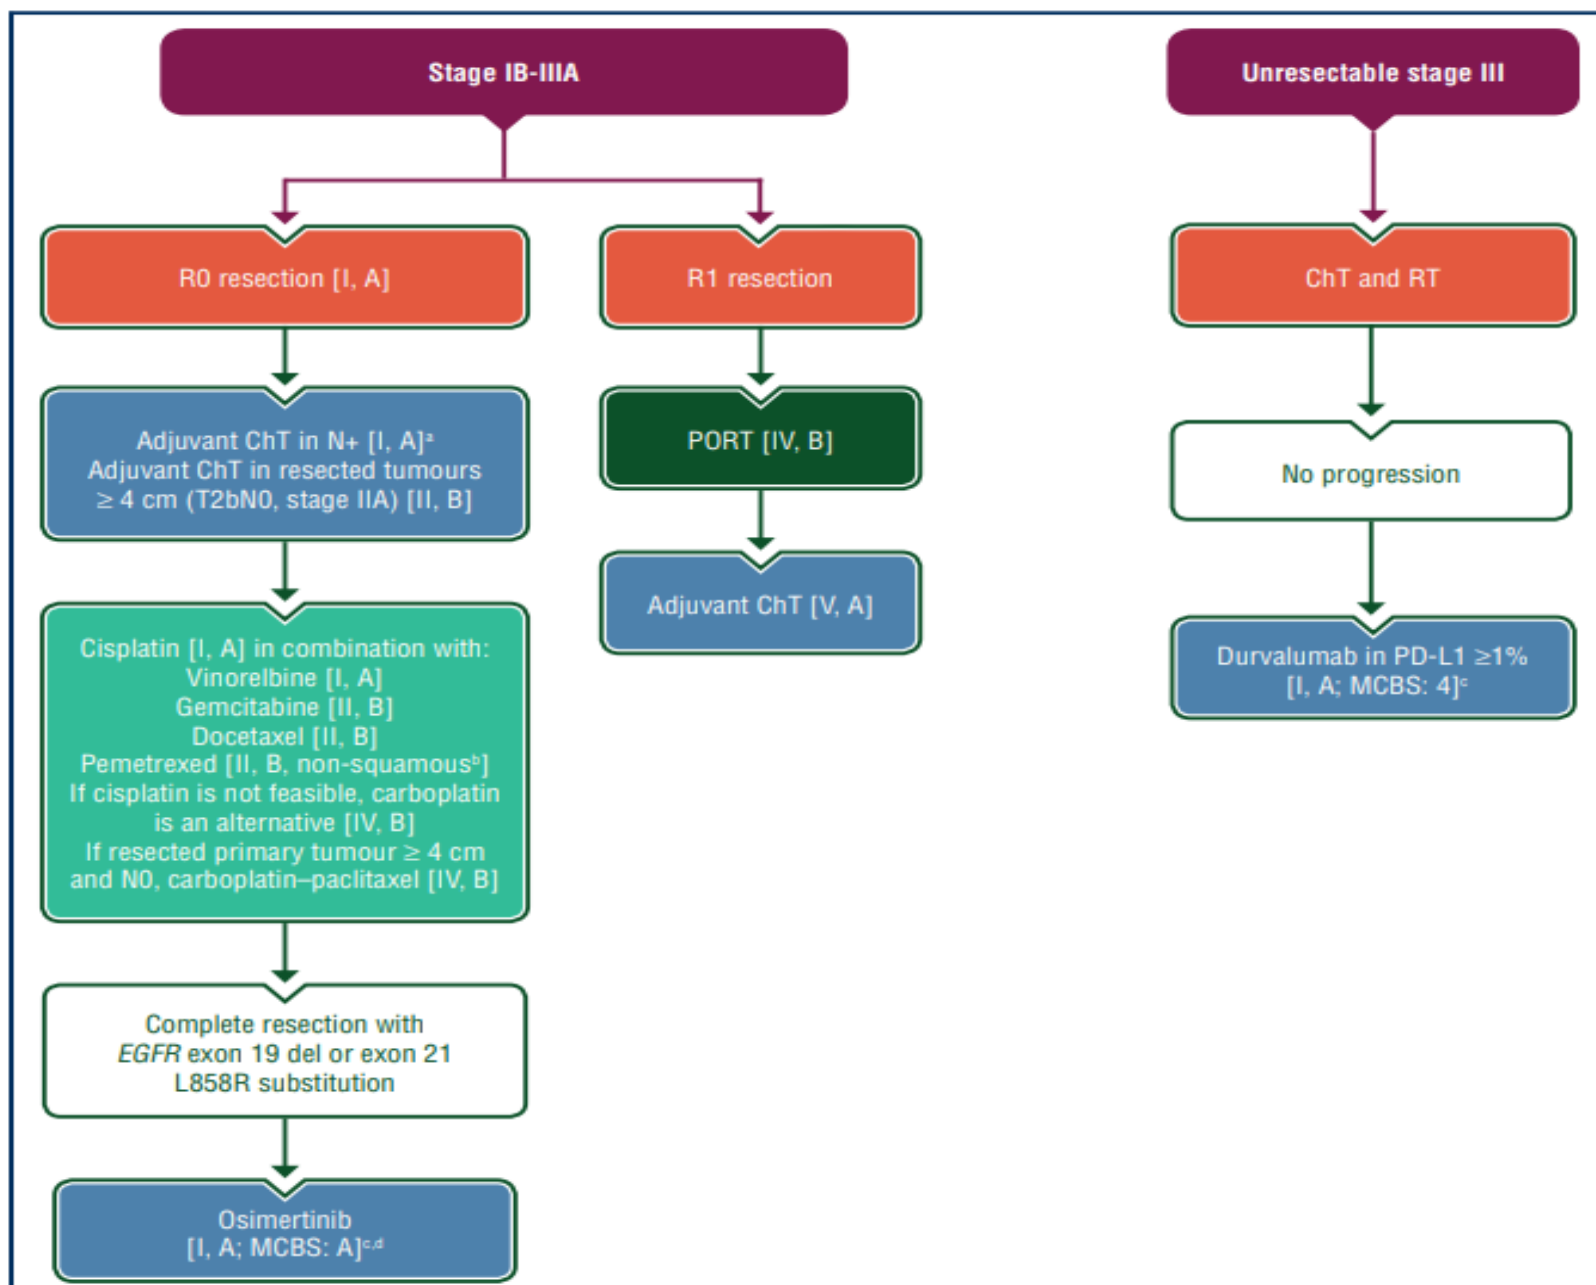 Stage IB-IIIA
R0 resection [I, A]
Adjuvant ChT in N+ [I, A]ᵃ
Adjuvant ChT in resected tumours
≥ 4 cm (T2bN0, stage IIA) [II, B]
Cisplatin [I, A] in combination with:
Vinorelbine [I, A]
Gemcitabine [II, B]
Docetaxel [II, B]
Pemetrexed [II, B, non-squamousᵇ]
If cisplatin is not feasible, carboplatin
is an alternative [IV, B]
If resected primary tumour ≥ 4 cm
and N0, carboplatin–paclitaxel [IV, B]
Complete resection with
EGFR exon 19 del or exon 21
L858R substitution
Osimertinib
[I, A; MCBS: A]ᶜ,ᵈ
R1 resection
PORT [IV, B]
Adjuvant ChT [V, A]
Unresectable stage III
ChT and RT
No progression
Durvalumab in PD-L1 ≥1%
[I, A; MCBS: 4]ᶜ